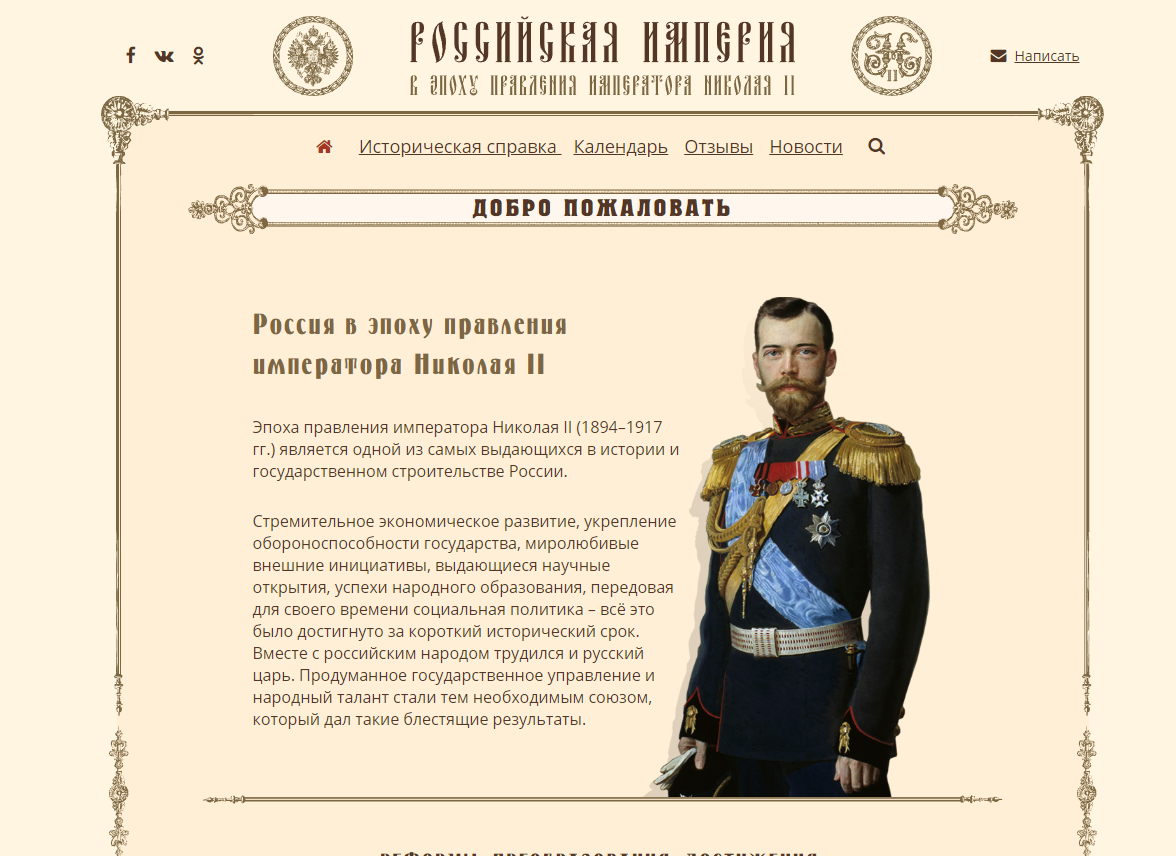 РОССИЙСКАЯ ИМПЕРИЯ
В ЭПОХУ ПРАВЛЕНИЯ ИМПЕРАТОРА НИКОЛАЯ II
Написать
Историческая справка Календарь Отзывы Новости
ДОБРО ПОЖАЛОВАТЬ
Россия в эпоху правления
императора Николая II
Эпоха правления императора Николая II (1894–1917
гг.) является одной из самых выдающихся в истории и
государственном строительстве России.
Стремительное экономическое развитие, укрепление
обороноспособности государства, миролюбивые
внешние инициативы, выдающиеся научные
открытия, успехи народного образования, передовая
для своего времени социальная политика – всё это
было достигнуто за короткий исторический срок.
Вместе с российским народом трудился и русский
царь. Продуманное государственное управление и
народный талант стали тем необходимым союзом,
который дал такие блестящие результаты.